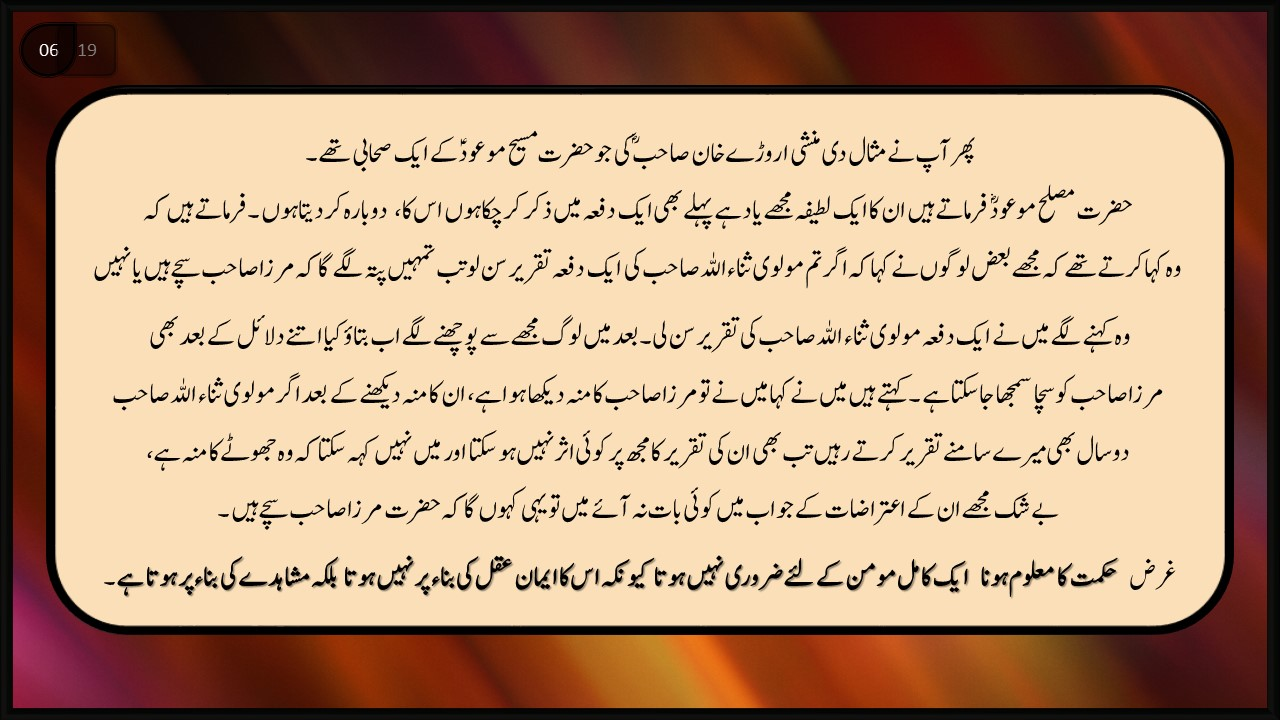 06 19
پھر آپ نے مثال دی منشی اروڑے خان صاحبؓ کی جو حضرت مسیح موعودؑ کے ایک صحابی تھے۔
حضرت مصلح موعودؓ فرماتے ہیں ان کا ایک لطیفہ مجھے یاد ہے پہلے بھی ایک دفعہ میں ذکر کر چکا ہوں اس کا، دوبارہ کر دیتا ہوں۔ فرماتے ہیں کہ
وہ کہا کرتے تھے کہ مجھے بعض لوگوں نے کہا کہ اگر تم مولوی ثناء اللہ صاحب کی ایک دفعہ تقریر سن لو تب تمہیں پتہ لگے گا کہ مرزا صاحب سچے ہیں یا نہیں
وہ کہنے لگے میں نے ایک دفعہ مولوی ثناء اللہ صاحب کی تقریر سن لی۔ بعد میں لوگ مجھے سے پوچھنے لگے اب بتاؤ کیا اتنے دلائل کے بعد بھی
مرزا صاحب کو سچا سمجھا جا سکتا ہے۔ کہتے ہیں میں نے کہا میں نے تو مرزا صاحب کا منہ دیکھا ہوا ہے، ان کا منہ دیکھنے کے بعد اگر مولوی ثناء اللہ صاحب
دو سال بھی میرے سامنے تقریر کرتے رہیں تب بھی ان کی تقریر کا مجھ پر کوئی اثر نہیں ہو سکتا اور میں نہیں کہہ سکتا کہ وہ جھوٹے کا منہ ہے،
بے شک مجھے ان کے اعتراضات کے جواب میں کوئی بات نہ آئے میں تو یہی کہوں گا کہ حضرت مرزا صاحب سچے ہیں۔
غرض حکمت کا معلوم ہونا ایک کامل مومن کے لئے ضروری نہیں ہوتا کیونکہ اس کا ایمان عقل کی بناء پر نہیں ہوتا بلکہ مشاہدے کی بناء پر ہوتا ہے۔